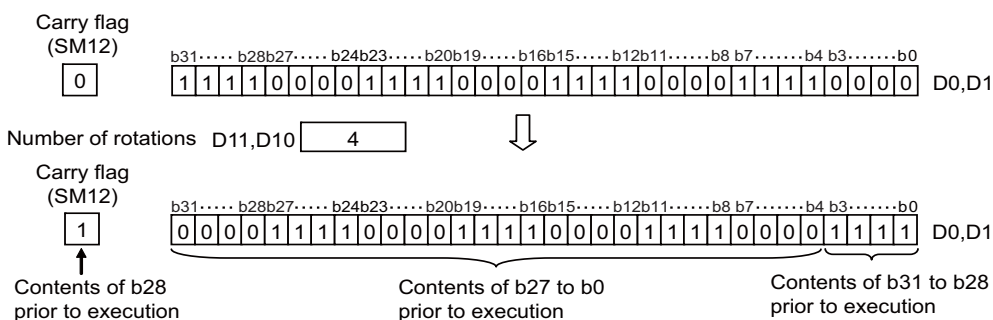 Carry flag
(SM12)
b31····· b28b27····· b24b23····· b20b19····· b16b15····· b12b11······ b8 b7······ b4 b3······b0
0 1 1 1 1 0 0 0 0 1 1 1 1 0 0 0 0 1 1 1 1 0 0 0 0 1 1 1 1 0 0 0 0 D0,D1
Number of rotations D11,D10 4
Carry flag
(SM12)
b31····· b28b27····· b24b23····· b20b19····· b16b15····· b12b11······ b8 b7······ b4 b3······b0
1 0 0 0 0 1 1 1 1 0 0 0 0 1 1 1 1 0 0 0 0 1 1 1 1 0 0 0 0 1 1 1 1 D0,D1
Contents of b28
prior to execution
Contents of b27 to b0
prior to execution
Contents of b31 to b28
prior to execution